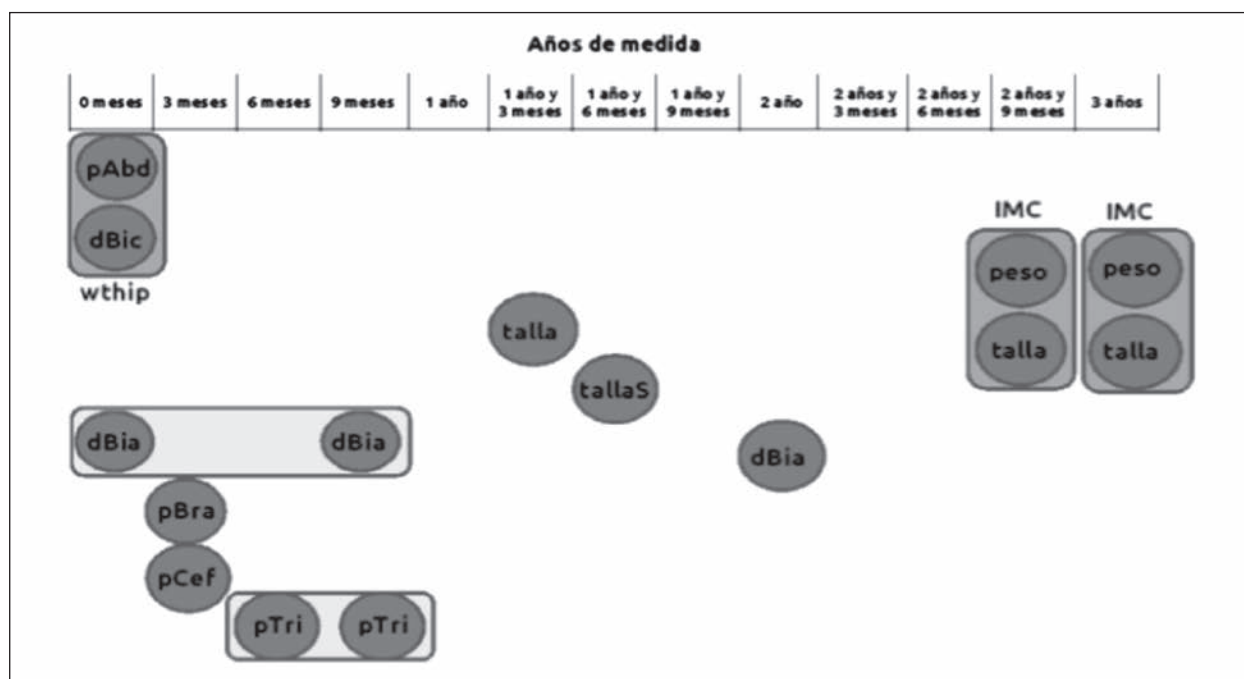 Años de medida
0 meses 3 meses 6 meses 9 meses 1 año 1 año y 3 meses 1 año y 6 meses 1 año y 9 meses 2 año 2 años y 3 meses 2 años y 6 meses 2 años y 9 meses 3 años
pAbd
dBic
wthip
IMC IMC
peso peso
talla talla
talla
tallaS
dBia dBia dBia
pBra
pCef
pTri pTri